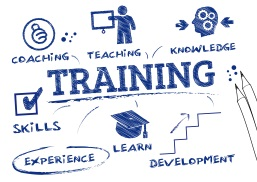 COACHING
TEACHING
KNOWLEDGE
TRAINING
SKILLS
LEARN
EXPERIENCE
DEVELOPMENT